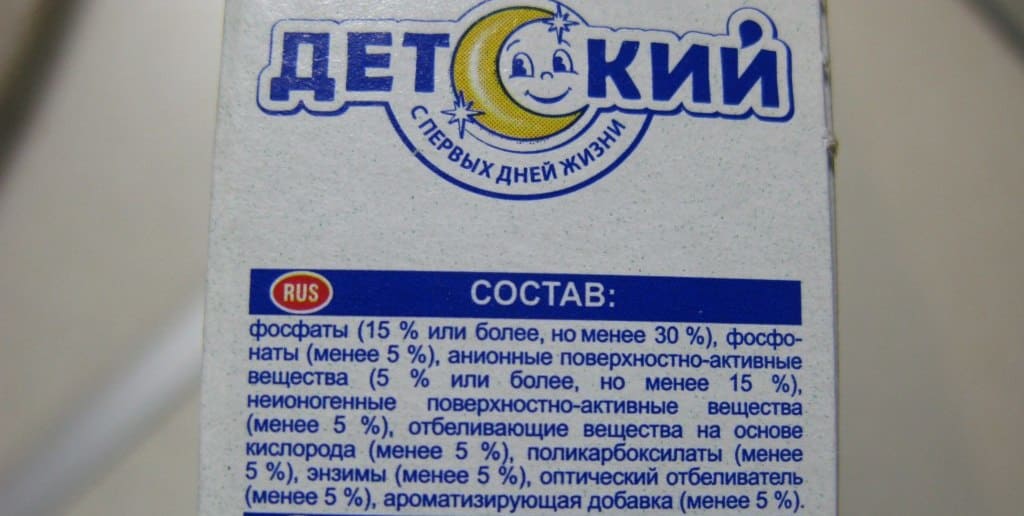 ДЕТСКИЙ
С ПЕРВЫХ ДНЕЙ ЖИЗНИ
RUS СОСТАВ:
фосфаты (15 % или более, но менее 30 %), фосфо-
наты (менее 5 %), анионные поверхностно-активные
вещества (5 % или более, но менее 15 %),
неионогенные поверхностно-активные вещества
(менее 5 %), отбеливающие вещества на основе
кислорода (менее 5 %), поликарбоксилаты (менее
5 %), энзимы (менее 5 %), оптический отбеливатель
(менее 5 %), ароматизирующая добавка (менее 5 %).